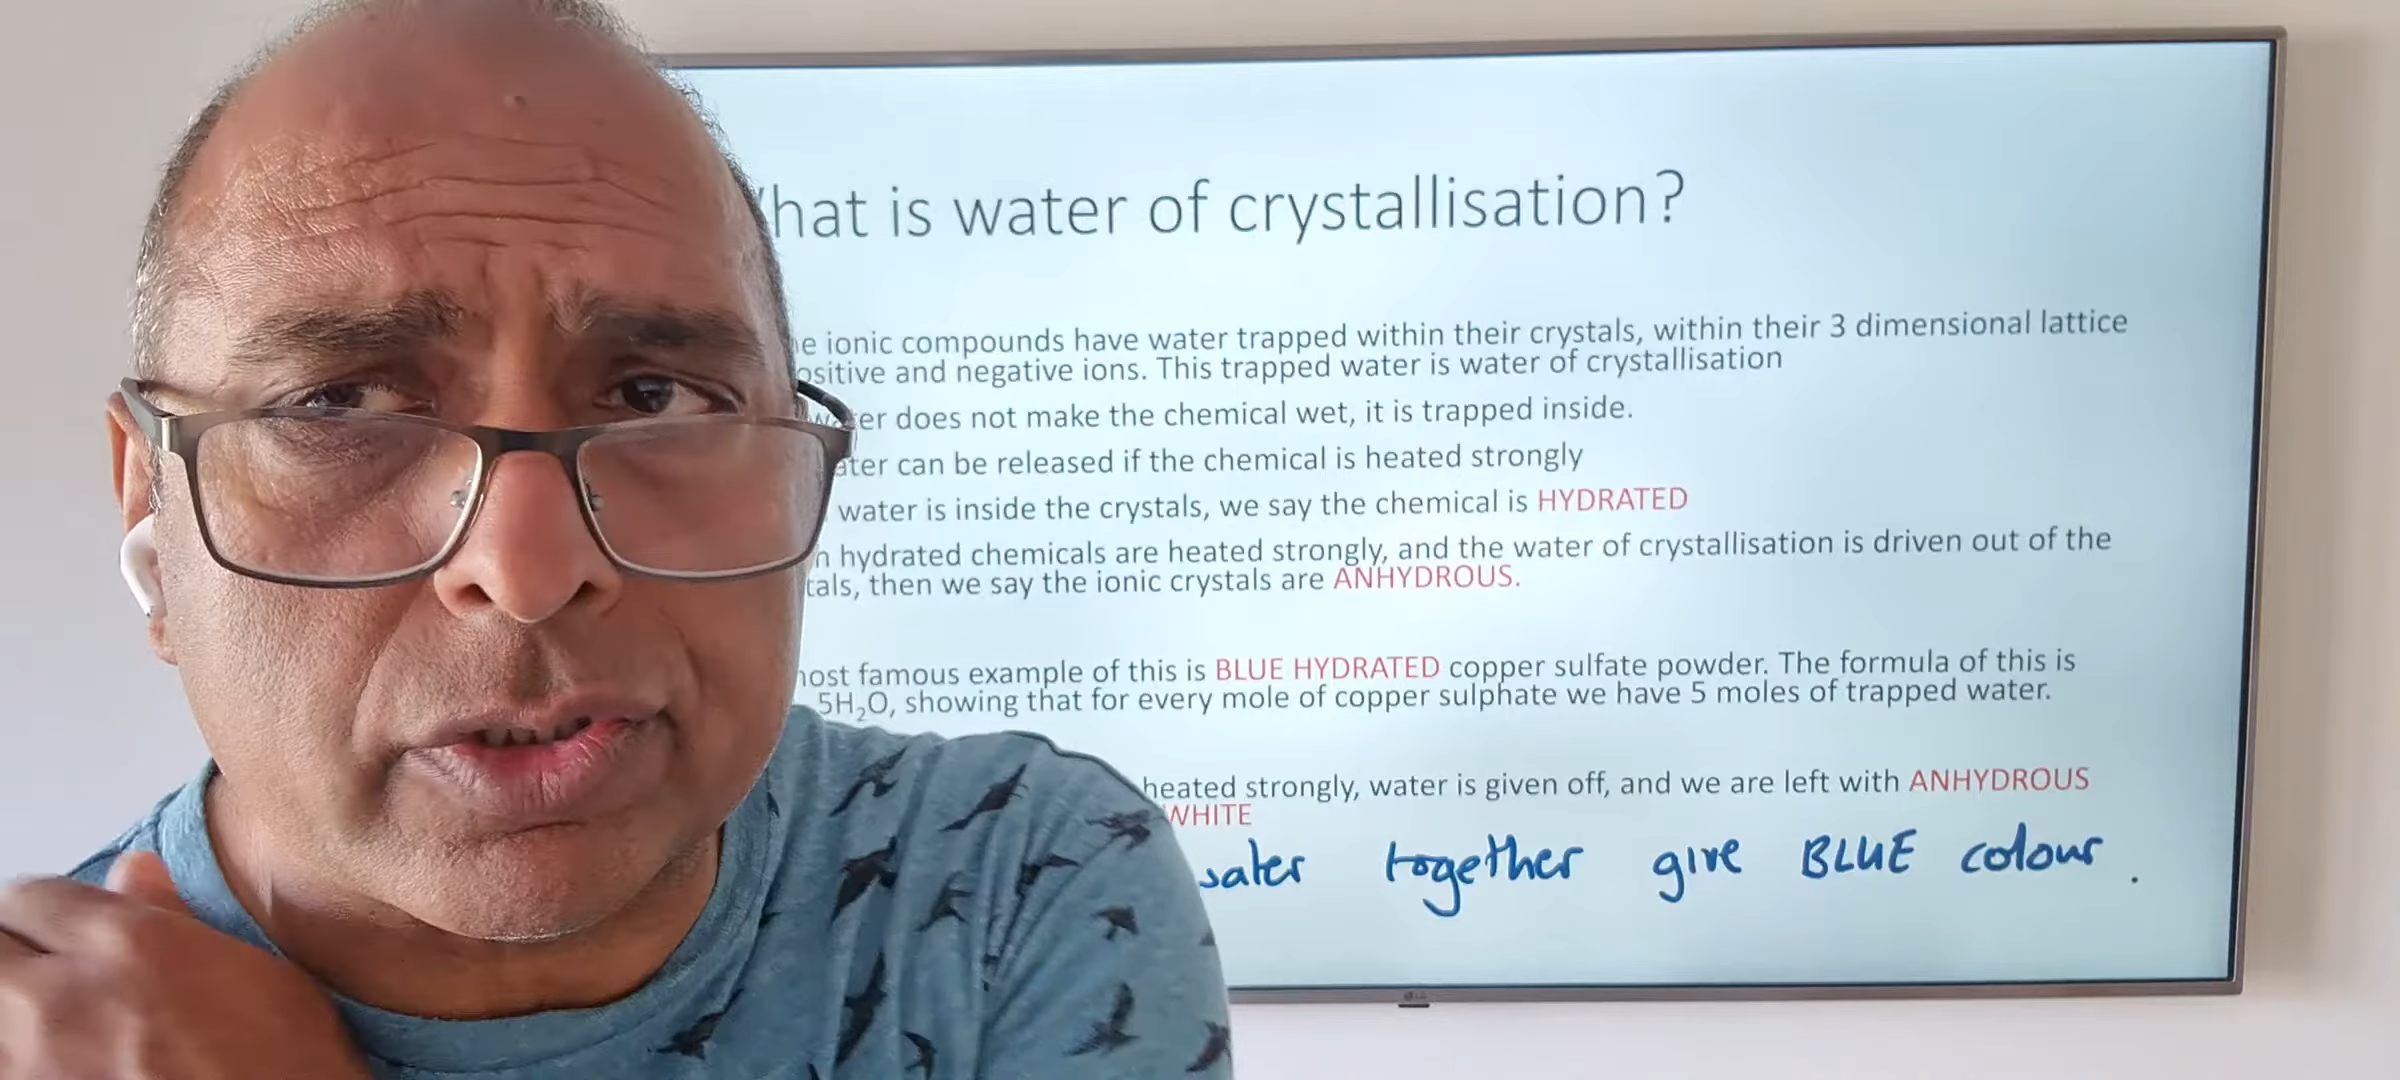 hat is water of crystallisation?
e ionic compounds have water trapped within their crystals, within their 3 dimensional lattice
ositive and negative ions. This trapped water is water of crystallisation
water does not make the chemical wet, it is trapped inside.
ater can be released if the chemical is heated strongly
water is inside the crystals, we say the chemical is HYDRATED
n hydrated chemicals are heated strongly, and the water of crystallisation is driven out of the
tals, then we say the ionic crystals are ANHYDROUS.
most famous example of this is BLUE HYDRATED copper sulfate powder. The formula of this is
5H₂O, showing that for every mole of copper sulphate we have 5 moles of trapped water.
heated strongly, water is given off, and we are left with ANHYDROUS
WHITE
water together give BLUE colour.
LG